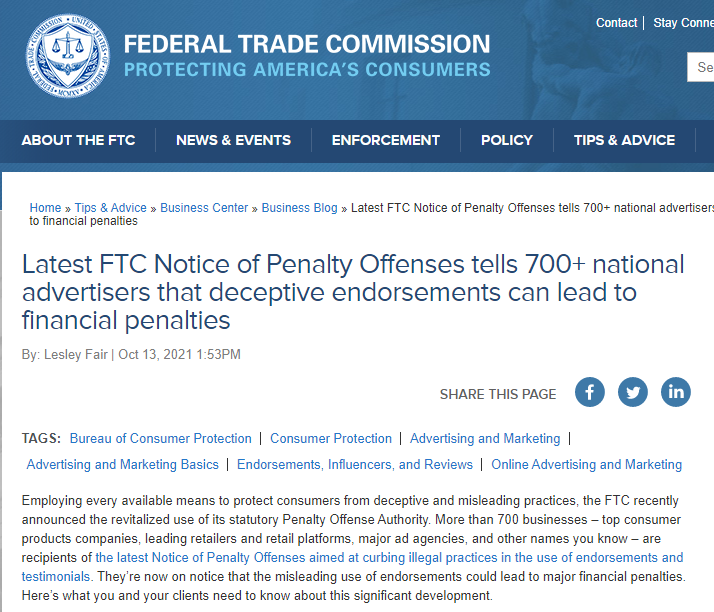 Contact | Stay Conne
FEDERAL TRADE COMMISSION
PROTECTING AMERICA'S CONSUMERS
Se
ABOUT THE FTC
NEWS & EVENTS
ENFORCEMENT
POLICY
TIPS & ADVICE
Home » Tips & Advice » Business Center » Business Blog » Latest FTC Notice of Penalty Offenses tells 700+ national advertisers
to financial penalties
Latest FTC Notice of Penalty Offenses tells 700+ national
advertisers that deceptive endorsements can lead to
financial penalties
By: Lesley Fair | Oct 13, 2021 1:53PM
SHARE THIS PAGE
TAGS: Bureau of Consumer Protection | Consumer Protection | Advertising and Marketing |
Advertising and Marketing Basics | Endorsements, Influencers, and Reviews | Online Advertising and Marketing
Employing every available means to protect consumers from deceptive and misleading practices, the FTC recently
announced the revitalized use of its statutory Penalty Offense Authority. More than 700 businesses – top consumer
products companies, leading retailers and retail platforms, major ad agencies, and other names you know – are
recipients of the latest Notice of Penalty Offenses aimed at curbing illegal practices in the use of endorsements and
testimonials. They're now on notice that the misleading use of endorsements could lead to major financial penalties.
Here's what you and your clients need to know about this significant development.